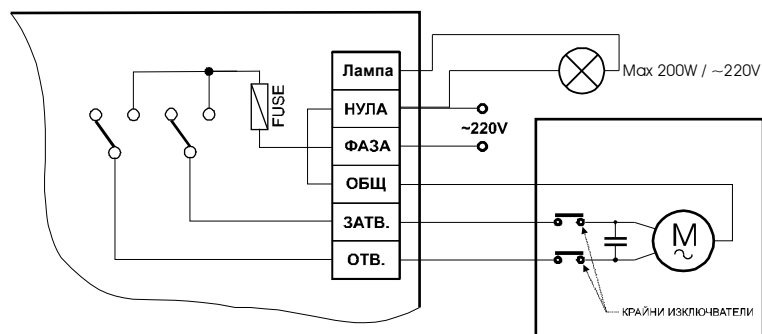 Лампа
Max 200W / ~220V
FUSE
НУЛА
~220V
ФАЗА
ОБЩ
ЗАТВ.
ОТВ.
M
~
КРАЙНИ ИЗКЛЮЧВАТЕЛИ